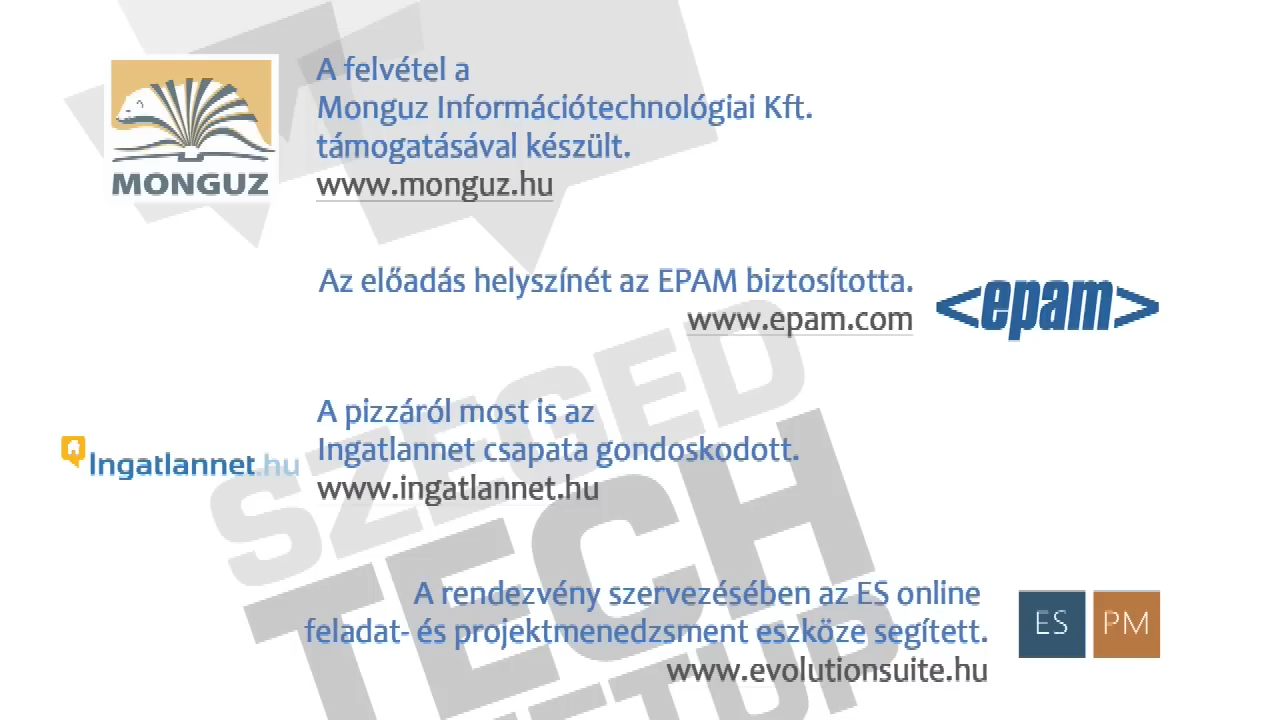 MONGUZ
A felvétel a
Monguz Információtechnológiai Kft.
támogatásával készült.
www.monguz.hu
Az előadás helyszínét az EPAM biztosította.
www.epam.com
<epam>
Ingatlannet.hu
A pizzáról most is az
Ingatlannet csapata gondoskodott.
www.ingatlannet.hu
A rendezvény szervezésében az ES online
feladat- és projektmenedzsment eszköze segített.
www.evolutionsuite.hu
ES PM
SZEGED
TECH
MEETUP